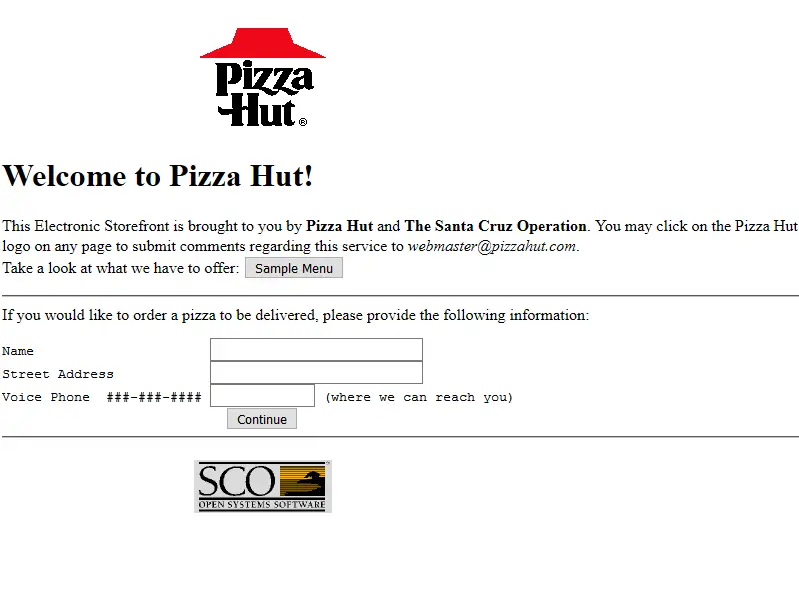 Pizza
Hut®
Welcome to Pizza Hut!
This Electronic Storefront is brought to you by Pizza Hut and The Santa Cruz Operation. You may click on the Pizza Hut
logo on any page to submit comments regarding this service to webmaster@pizzahut.com.
Take a look at what we have to offer: Sample Menu
If you would like to order a pizza to be delivered, please provide the following information:
Name
Street Address
Voice Phone ###-###-#### (where we can reach you)
Continue
SCO
OPEN SYSTEMS SOFTWARE